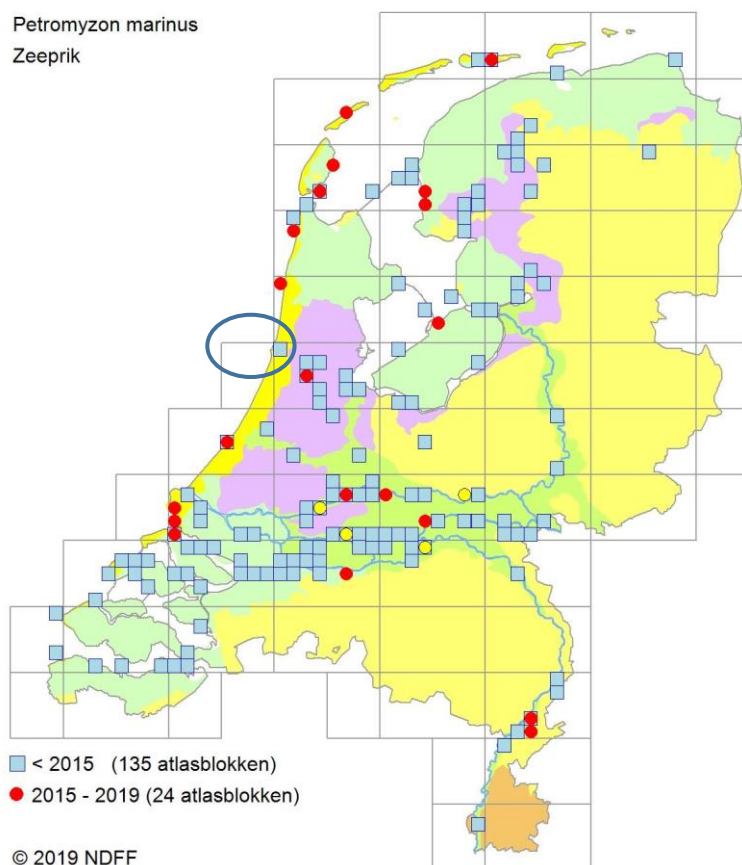 Petromyzon marinus
Zeeprik
< 2015 (135 atlasblokken)
2015 - 2019 (24 atlasblokken)
© 2019 NDFF